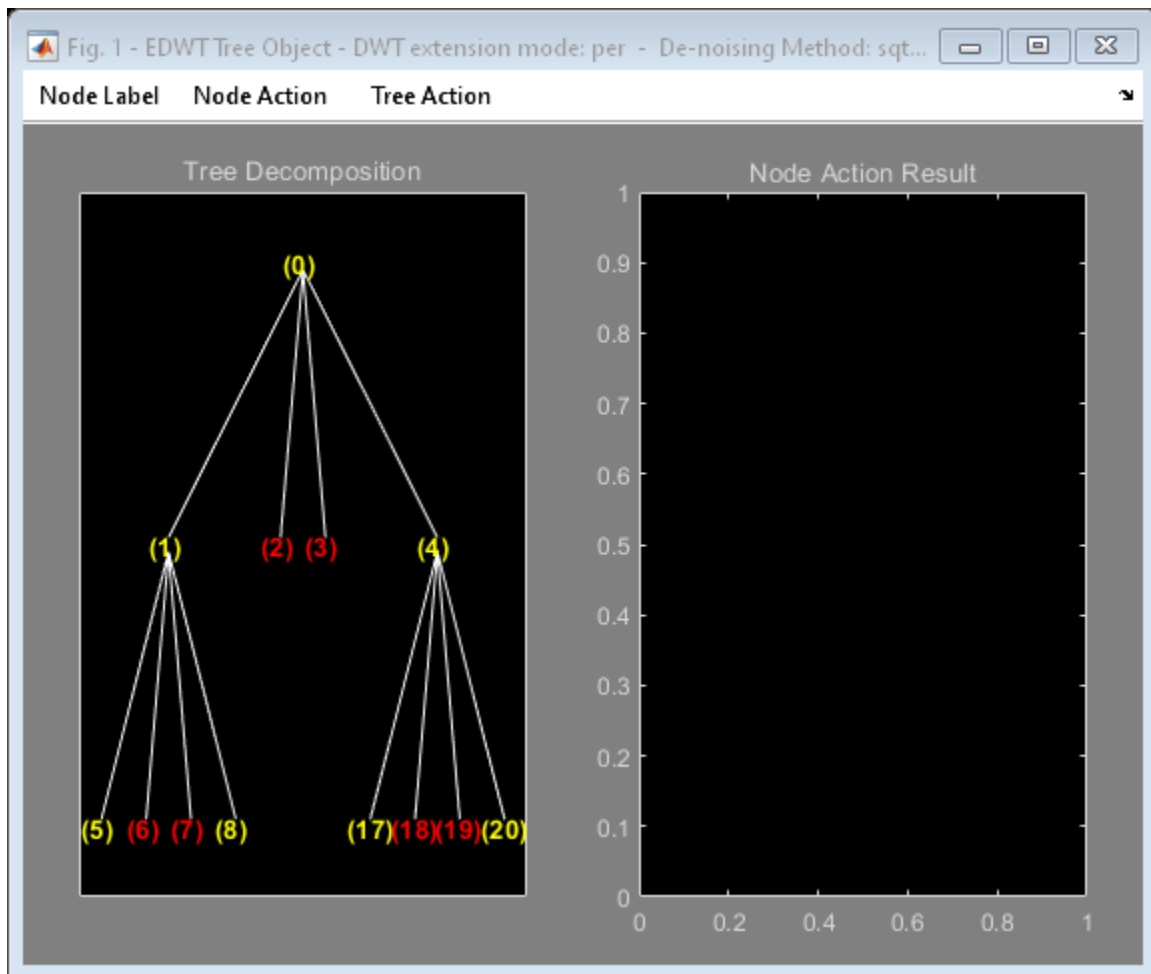 Fig. 1 - EDWT Tree Object - DWT extension mode: per  -  De-noising Method: sqt...
Node Label Node Action Tree Action
Tree Decomposition
(0)
(1) (2) (3) (4)
(5) (6) (7) (8) (17) (18) (19) (20)
Node Action Result
1
0.9
0.8
0.7
0.6
0.5
0.4
0.3
0.2
0.1
0
0 0.2 0.4 0.6 0.8 1